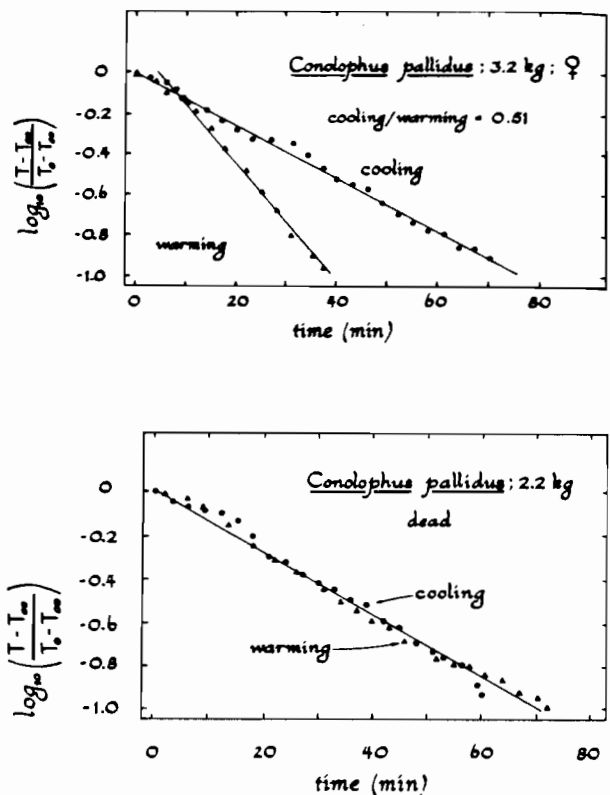 Conolophus pallidus ; 3.2 kg ; ♀
cooling/warming = 0.51
cooling
warming
log₁₀ (T - T∞ / T₀ - T∞)
0
-0.2
-0.4
-0.6
-0.8
-1.0
0
20
40
60
80
time (min)
Conolophus pallidus ; 2.2 kg
dead
cooling
warming
log₁₀ (T - T∞ / T₀ - T∞)
0
-0.2
-0.4
-0.6
-0.8
-1.0
0
20
40
60
80
time (min)